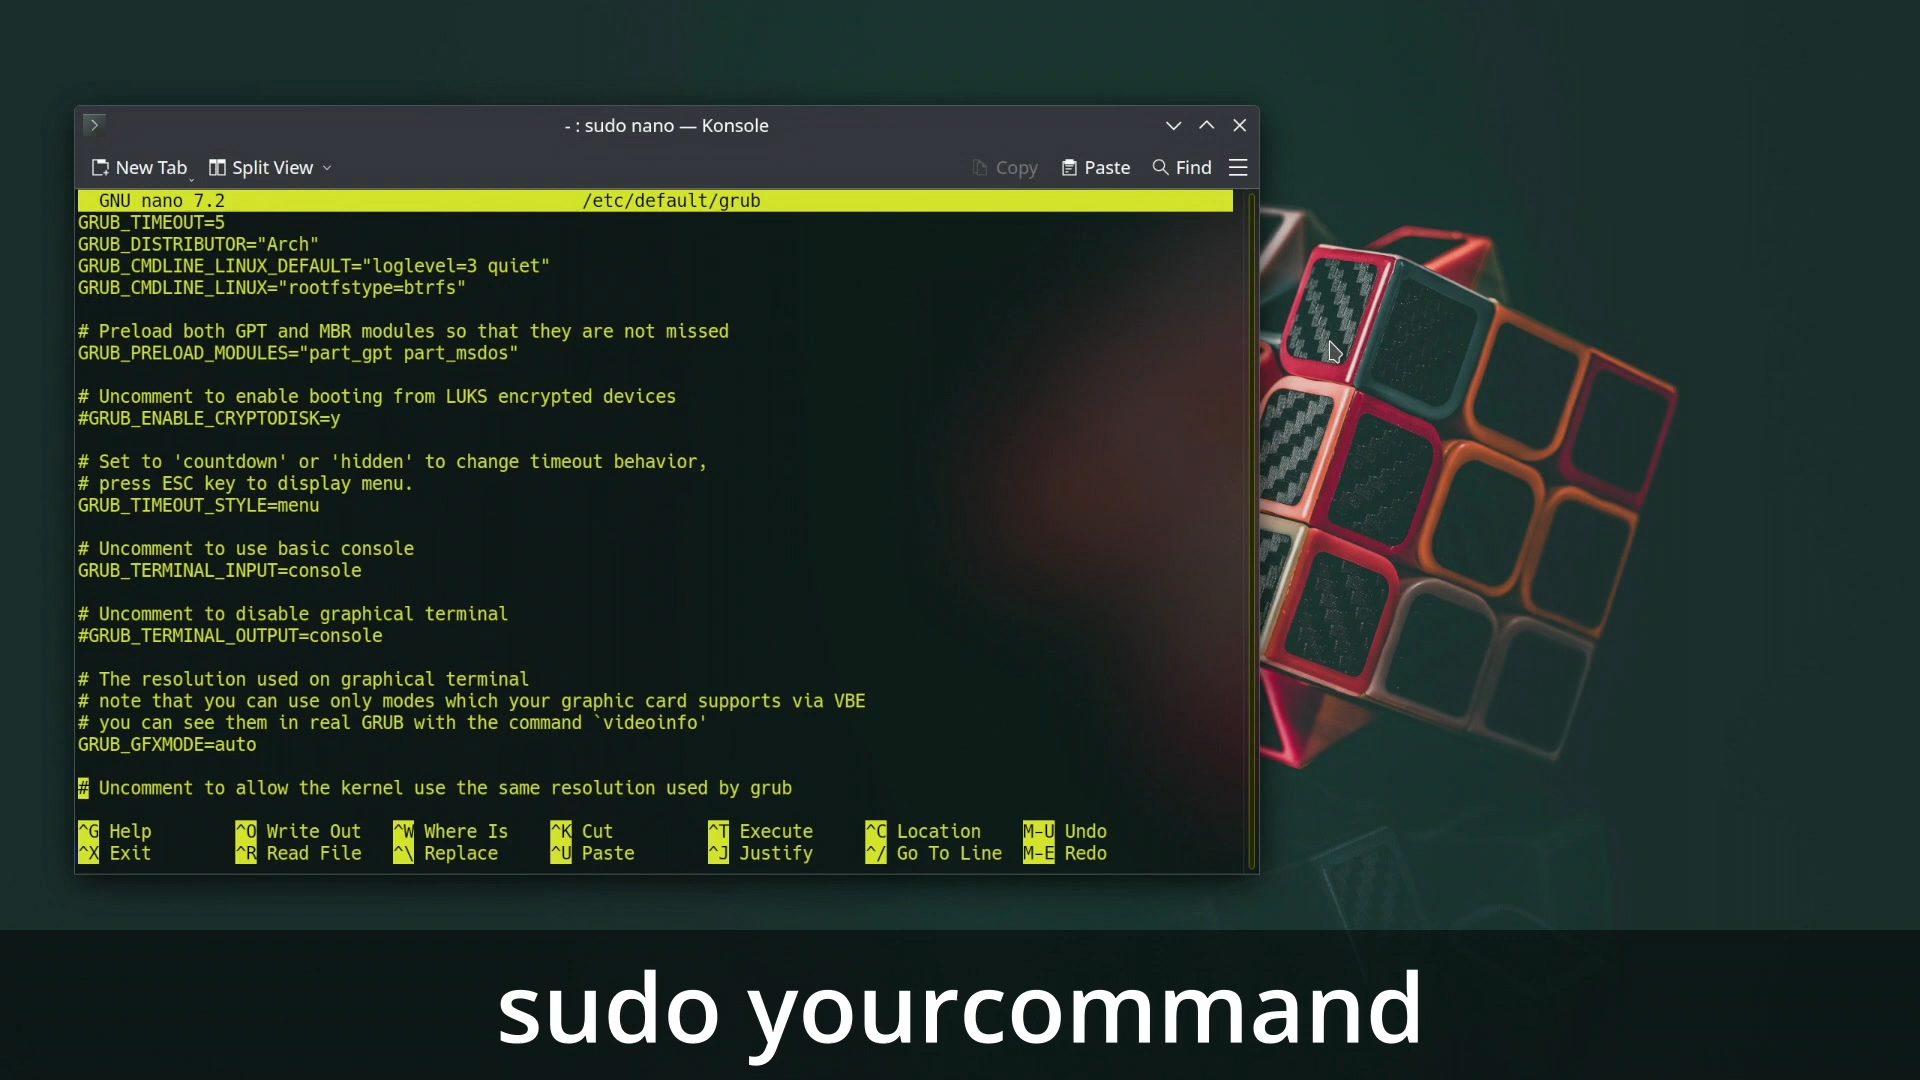 - : sudo nano — Konsole
New Tab Split View Copy Paste Find
GNU nano 7.2 /etc/default/grub
GRUB_TIMEOUT=5
GRUB_DISTRIBUTOR="Arch"
GRUB_CMDLINE_LINUX_DEFAULT="loglevel=3 quiet"
GRUB_CMDLINE_LINUX="rootfstype=btrfs"
# Preload both GPT and MBR modules so that they are not missed
GRUB_PRELOAD_MODULES="part_gpt part_msdos"
# Uncomment to enable booting from LUKS encrypted devices
#GRUB_ENABLE_CRYPTODISK=y
# Set to 'countdown' or 'hidden' to change timeout behavior,
# press ESC key to display menu.
GRUB_TIMEOUT_STYLE=menu
# Uncomment to use basic console
GRUB_TERMINAL_INPUT=console
# Uncomment to disable graphical terminal
#GRUB_TERMINAL_OUTPUT=console
# The resolution used on graphical terminal
# note that you can use only modes which your graphic card supports via VBE
# you can see them in real GRUB with the command `videoinfo'
GRUB_GFXMODE=auto
# Uncomment to allow the kernel use the same resolution used by grub
^G Help ^O Write Out ^W Where Is ^K Cut ^T Execute ^C Location M-U Undo
^X Exit ^R Read File ^\ Replace ^U Paste ^J Justify ^/ Go To Line M-E Redo
sudo yourcommand